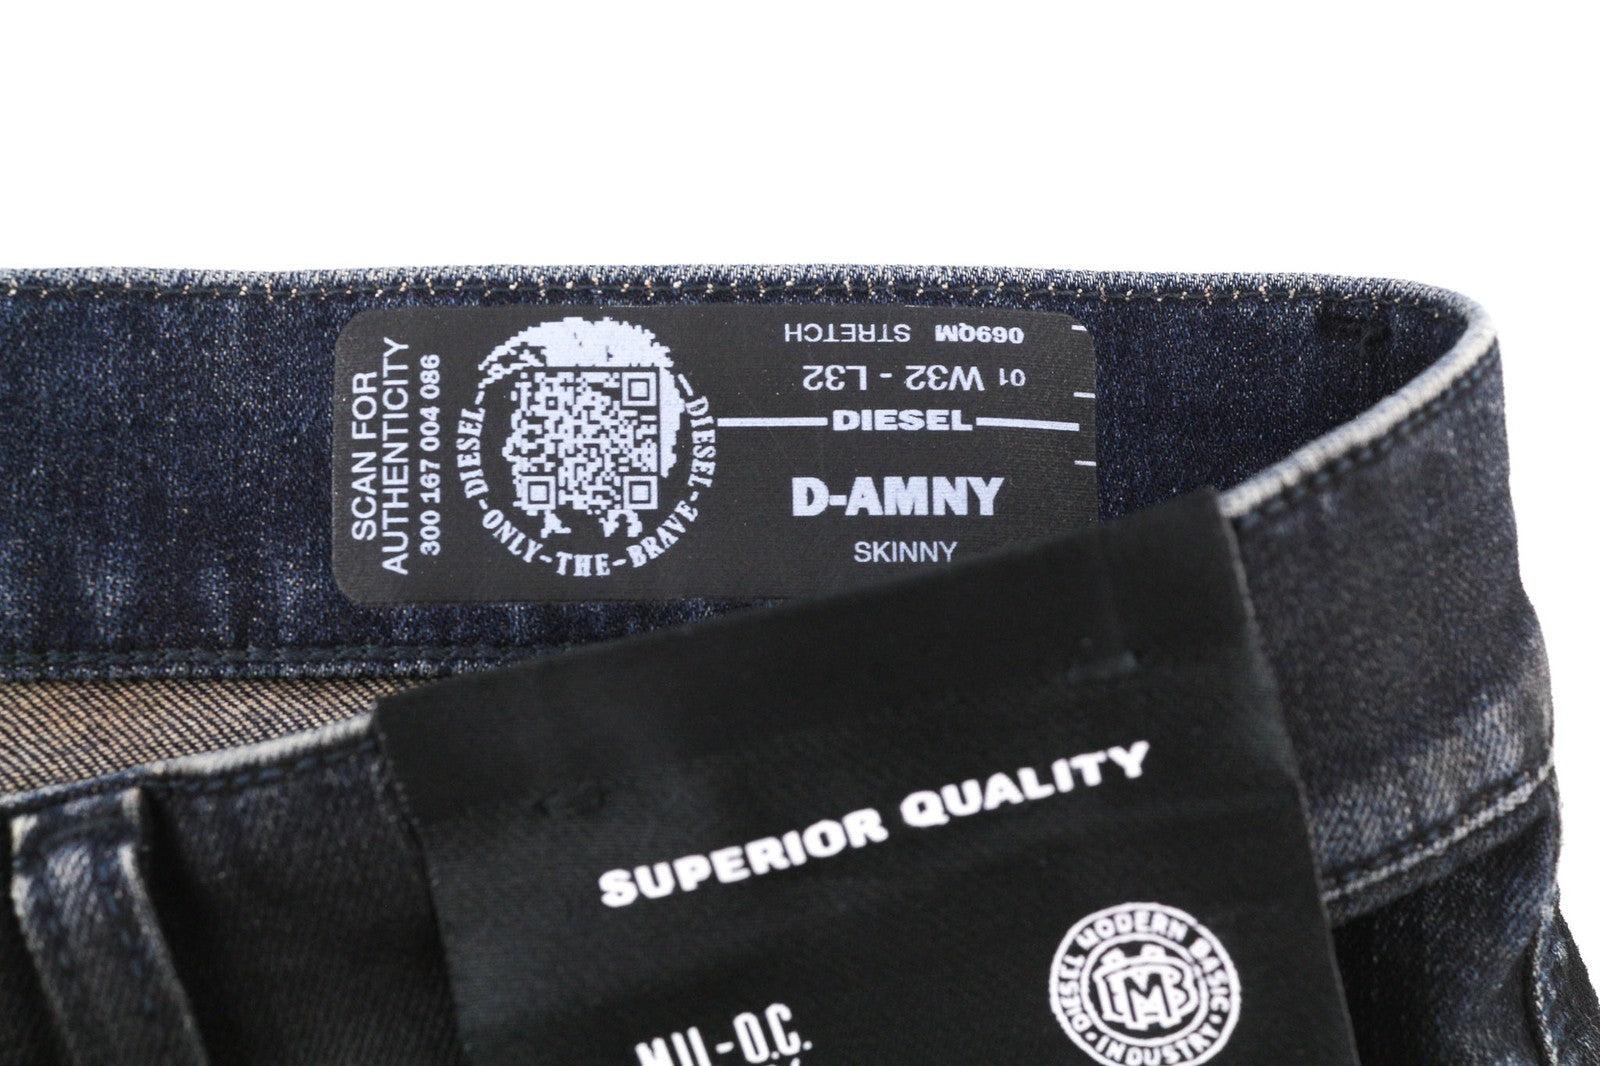 SCAN FOR
AUTHENTICITY
300 167 004 086
DIESEL-ONLY-THE-BRAVE-DIESEL
069QM STRETCH
01 W32 - L32
DIESEL
D-AMNY
SKINNY
SUPERIOR QUALITY
DIESEL MODERN BASIC
· INDUSTRY ·
DMB